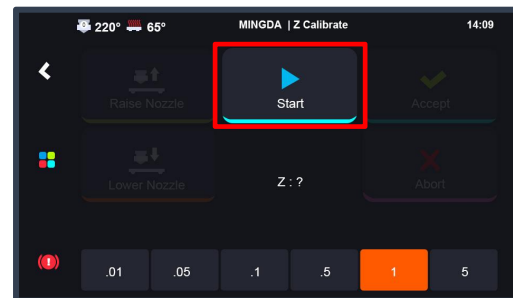 220° 65° MINGDA | Z Calibrate 14:09
Raise Nozzle Start Accept
Lower Nozzle Z : ? Abort
.01 .05 .1 .5 1 5